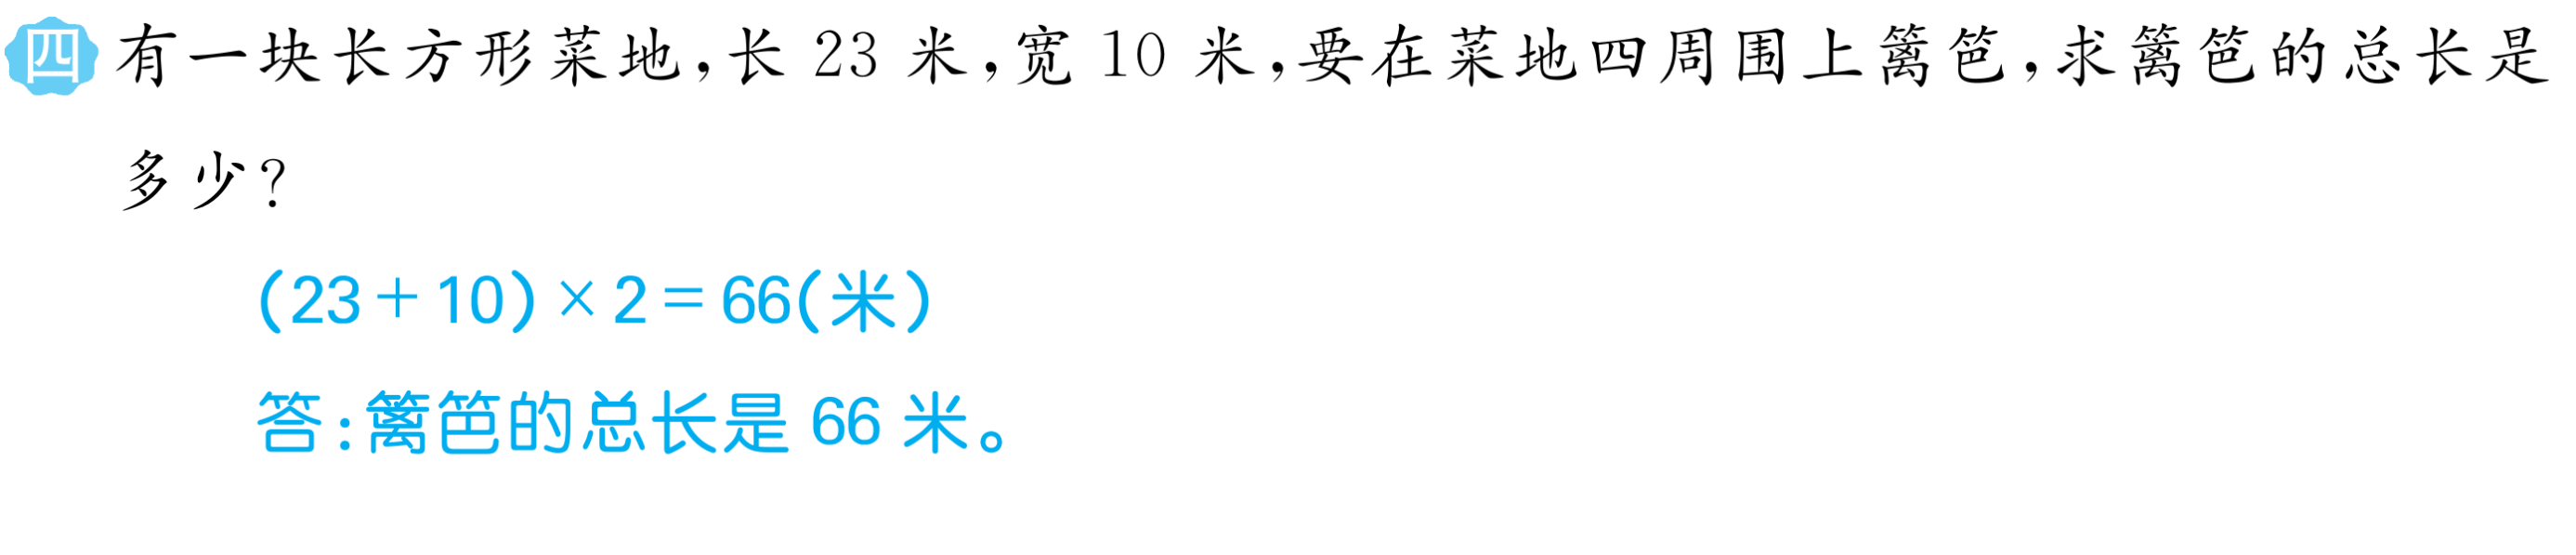 四 有一块长方形菜地,长 23 米,宽 10 米,要在菜地四周围上篱笆,求篱笆的总长是
多少?
(23+10)×2=66(米)
答:篱笆的总长是 66 米。